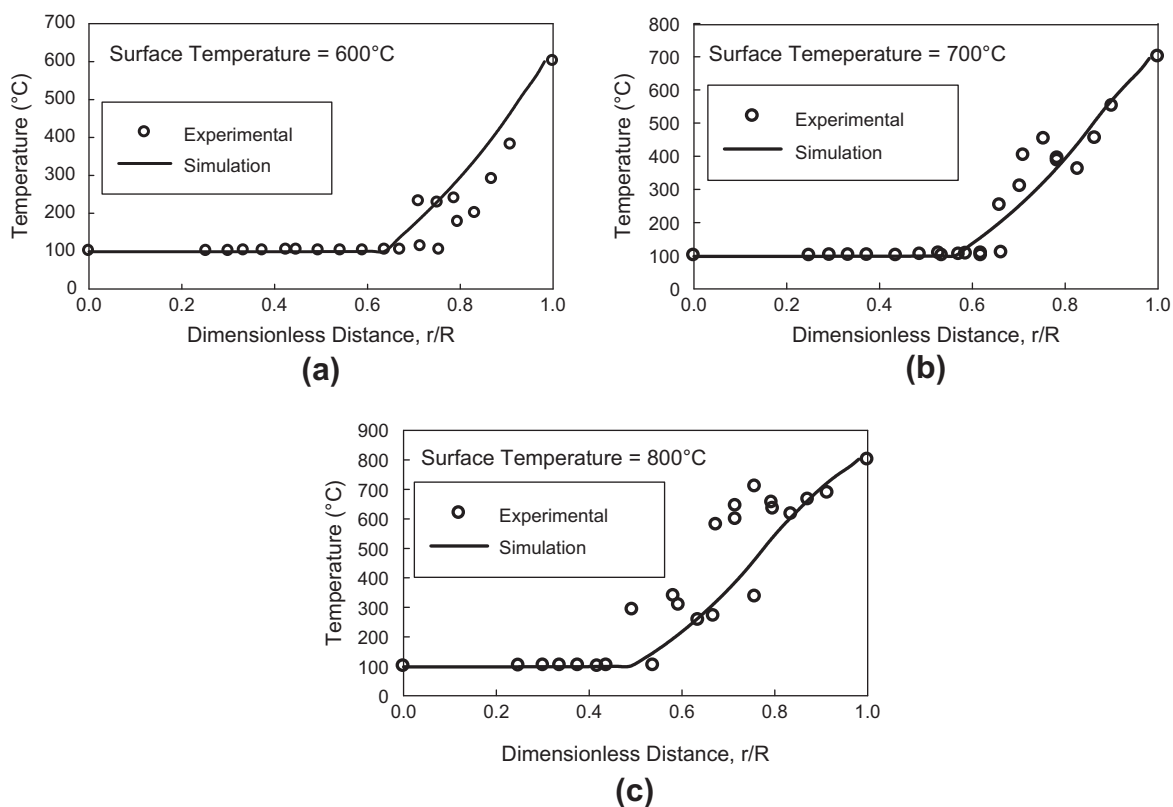 700
600
500
400
300
200
100
0
Temperature (°C)
Surface Temperature = 600°C
Experimental
Simulation
0.0 0.2 0.4 0.6 0.8 1.0
Dimensionless Distance, r/R
(a)
800
700
600
500
400
300
200
100
0
Temperature (°C)
Surface Temeperature = 700°C
Experimental
Simulation
0.0 0.2 0.4 0.6 0.8 1.0
Dimensionless Distance, r/R
(b)
900
800
700
600
500
400
300
200
100
0
Temperature (°C)
Surface Temperature = 800°C
Experimental
Simulation
0.0 0.2 0.4 0.6 0.8 1.0
Dimensionless Distance, r/R
(c)